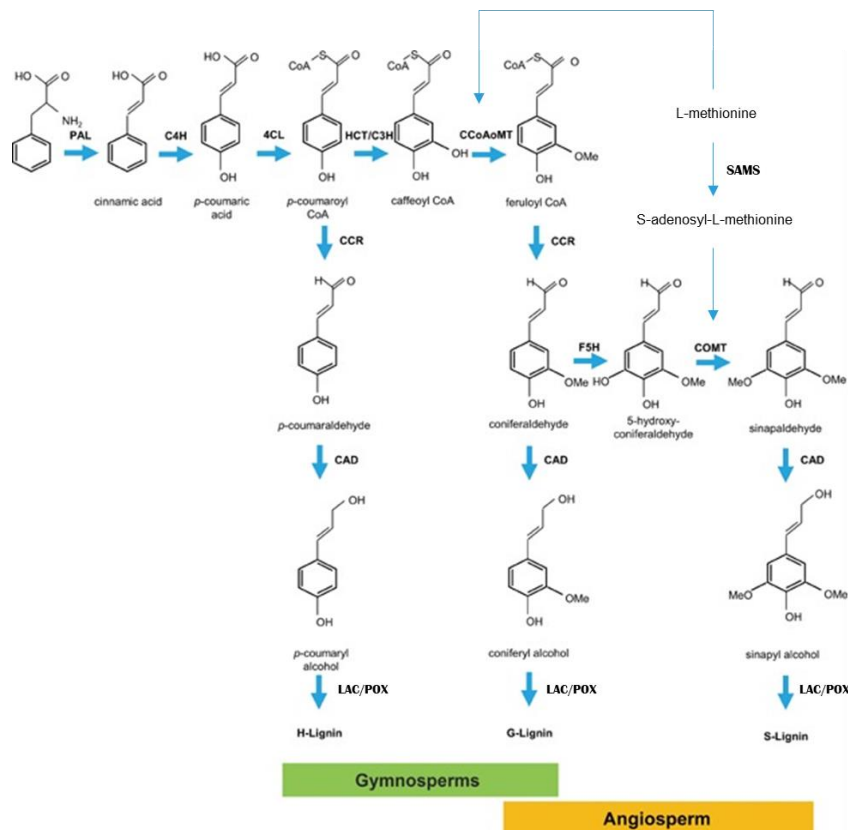 HO
O
NH2
PAL
HO
O
cinnamic acid
C4H
HO
O
OH
p-coumaric
acid
4CL
CoA
S
O
OH
p-coumaroyl
CoA
HCT/C3H
CoA
S
O
OH
OH
caffeoyl CoA
CCoAoMT
CoA
S
O
OMe
OH
feruloyl CoA
L-methionine
SAMS
S-adenosyl-L-methionine
CCR
CCR
H
O
OH
p-coumaraldehyde
H
O
OMe
OH
coniferaldehyde
F5H
H
O
HO
OMe
OH
5-hydroxy-
coniferaldehyde
COMT
H
O
MeO
OMe
OH
sinapaldehyde
CAD
CAD
CAD
OH
OH
p-coumaryl
alcohol
OH
OMe
OH
coniferyl alcohol
OH
MeO
OMe
OH
sinapyl alcohol
LAC/POX
LAC/POX
LAC/POX
H-Lignin
G-Lignin
S-Lignin
Gymnosperms
Angiosperm